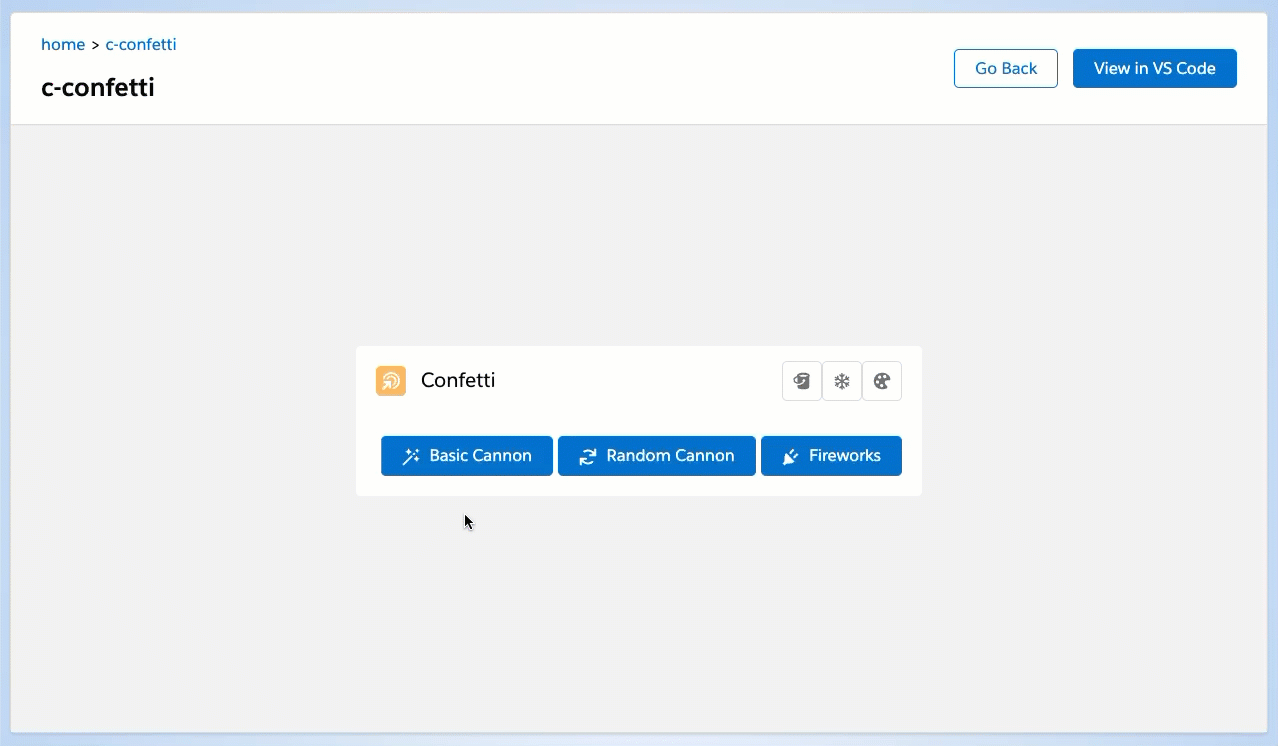 home > c-confetti
c-confetti
Go Back
View in VS Code
Confetti
Basic Cannon
Random Cannon
Fireworks